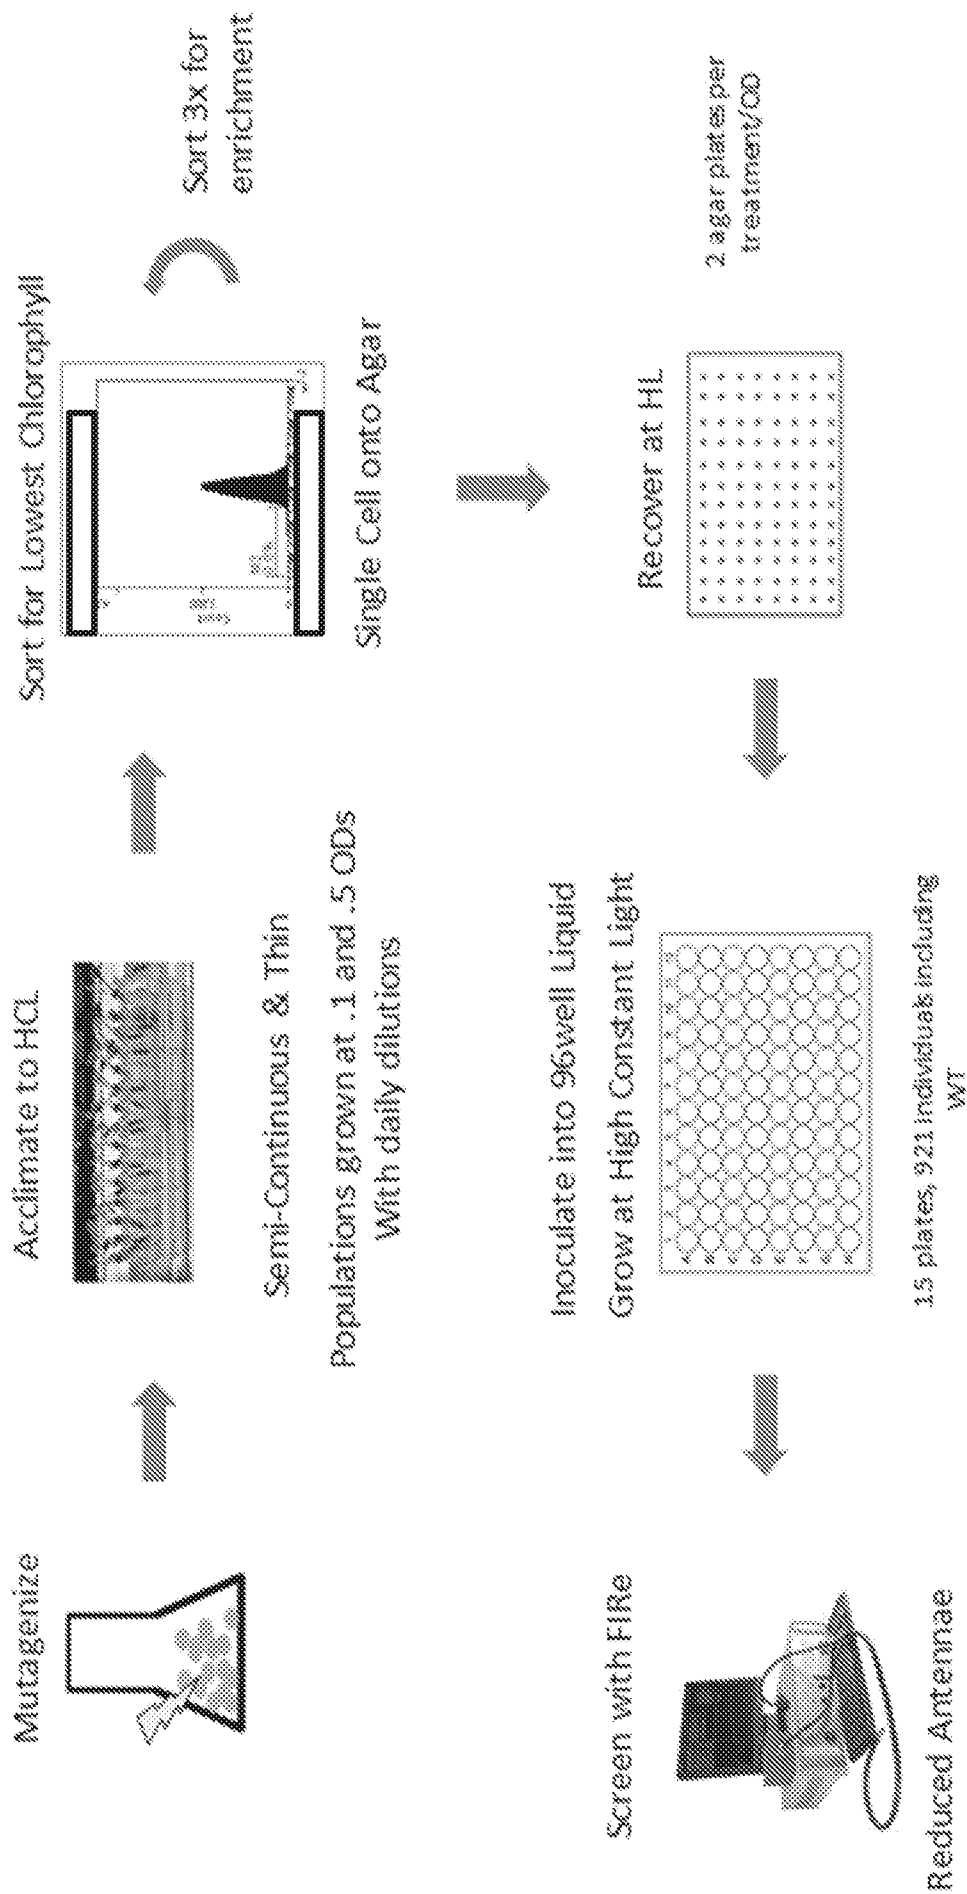 Mutagenize
Acclimate to HCL
Semi-Continuous & Thin
Populations grown at .1 and .5 ODs
With daily dilutions
Sort for Lowest Chlorophyll
Sort 3x for
enrichment
Single Cell onto Agar
Recover at HL
2 agar plates per
treatment/OD
Inoculate into 96well Liquid
Grow at High Constant Light
15 plates, 921 individuals including
WT
Screen with FIRe
Reduced Antennae